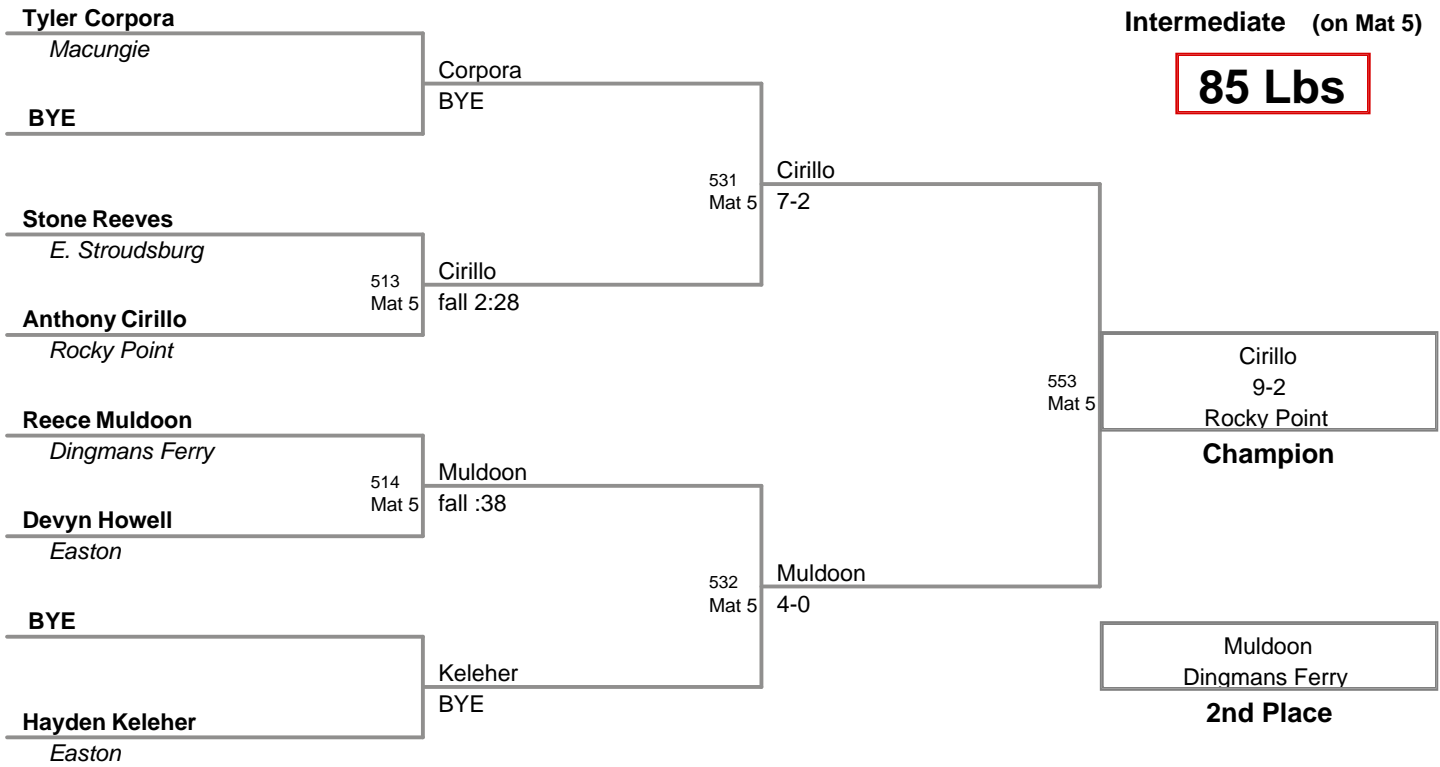 Tyler Corpora
Macungie
BYE
Stone Reeves
E. Stroudsburg
Anthony Cirillo
Rocky Point
Reece Muldoon
Dingmans Ferry
Devyn Howell
Easton
BYE
Hayden Keleher
Easton
Corpora
BYE
513
Mat 5
Cirillo
fall 2:28
514
Mat 5
Muldoon
fall :38
Keleher
BYE
531
Mat 5
Cirillo
7-2
532
Mat 5
Muldoon
4-0
Intermediate (on Mat 5)
85 Lbs
553
Mat 5
Cirillo
9-2
Rocky Point
Champion
Muldoon
Dingmans Ferry
2nd Place